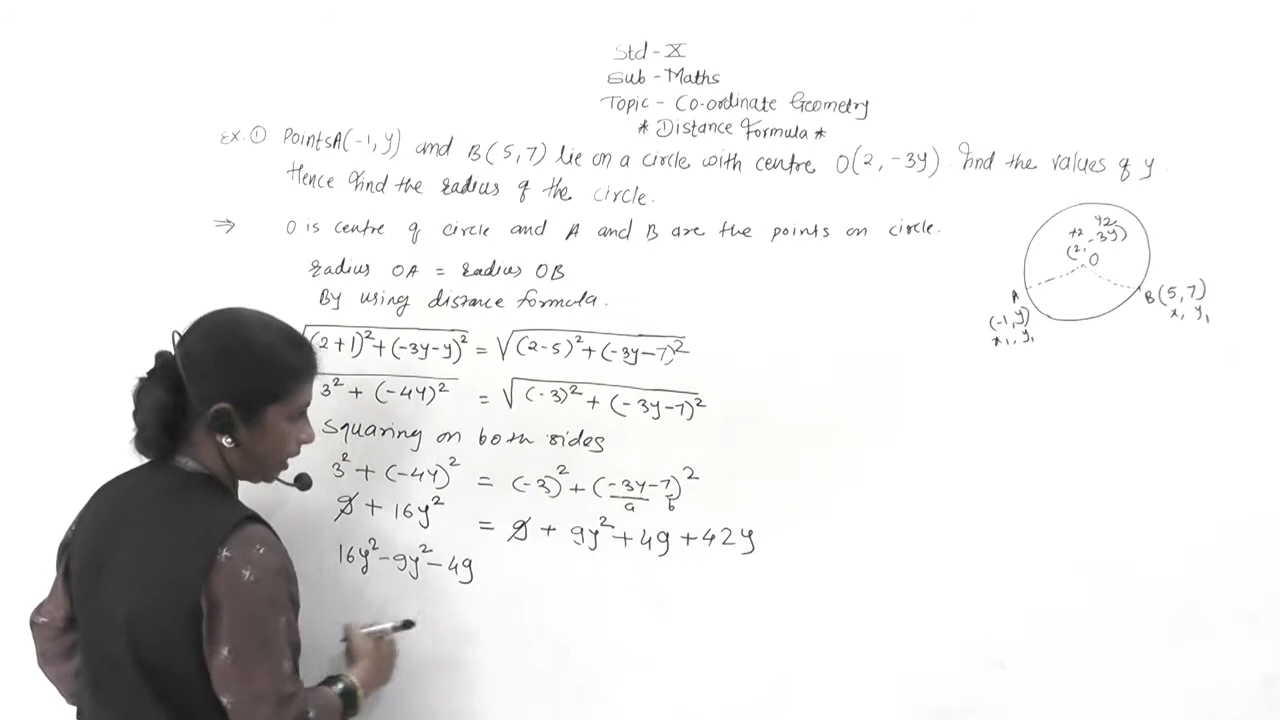 Std - X
Sub - Maths
Topic - Co-ordinate Geometry
* Distance Formula *
Ex. ① Points A(-1, y) and B(5, 7) lie on a circle with centre O(2, -3y) Find the values of y.
Hence find the radius of the circle.
⇒ O is centre of circle and A and B are the points on circle.
radius OA = radius OB
By using distance formula.
√(2+1)²+(-3y-y)² = √(2-5)²+(-3y-7)²
3² + (-4y)² = √(-3)² + (-3y-7)²
Squaring on both sides
3² + (-4y)² = (-3)² + (-3y-7)²
a b
9 + 16y² = 9 + 9y² + 49 + 42y
16y² - 9y² - 49
x2 y2
(2, -3y)
O
A
(-1, y)
x₁, y₁
B (5, 7)
x, y₁